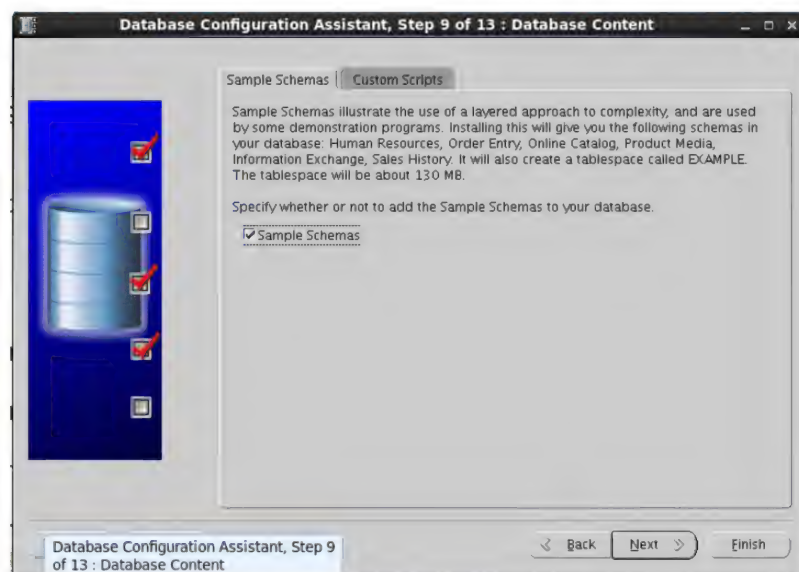 Database Configuration Assistant, Step 9 of 13 : Database Content
Sample Schemas
Custom Scripts
Sample Schemas illustrate the use of a layered approach to complexity, and are used
by some demonstration programs. Installing this will give you the following schemas in
your database: Human Resources, Order Entry, Online Catalog, Product Media,
Information Exchange, Sales History. It will also create a tablespace called EXAMPLE.
The tablespace will be about 130 MB.
Specify whether or not to add the Sample Schemas to your database.
Sample Schemas
Back
Next
Finish
Database Configuration Assistant, Step 9
of 13 : Database Content